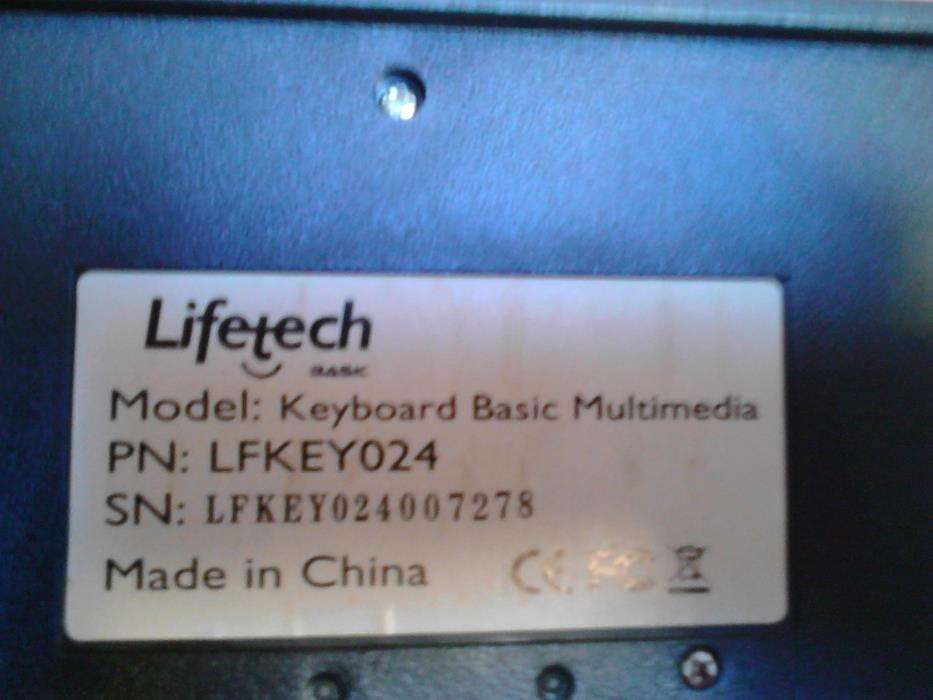 Lifetech
BASIC
Model: Keyboard Basic Multimedia
PN: LFKEY024
SN: LFKEY024007278
Made in China CE FC